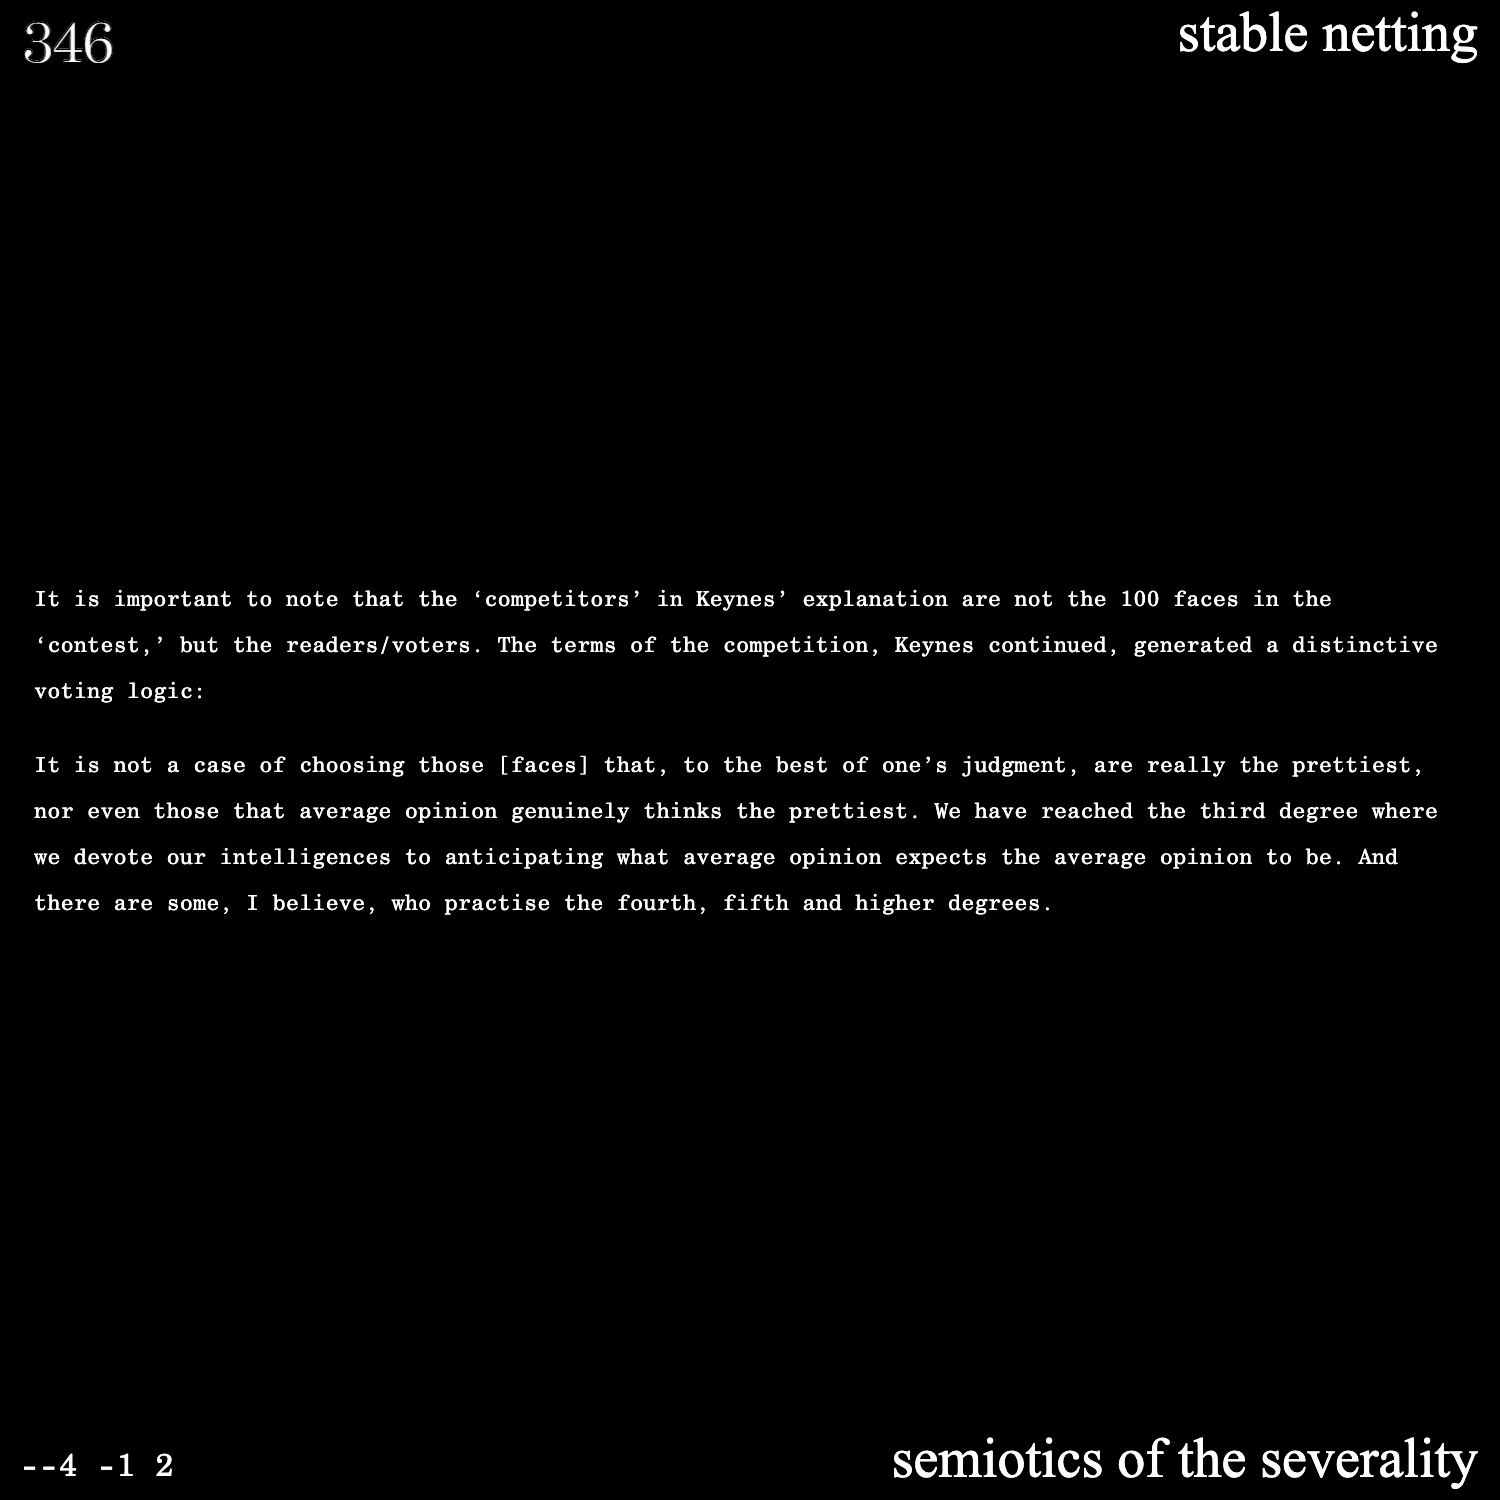 346
stable netting
It is important to note that the ‘competitors’ in Keynes’ explanation are not the 100 faces in the
‘contest,’ but the readers/voters. The terms of the competition, Keynes continued, generated a distinctive
voting logic:
It is not a case of choosing those [faces] that, to the best of one’s judgment, are really the prettiest,
nor even those that average opinion genuinely thinks the prettiest. We have reached the third degree where
we devote our intelligences to anticipating what average opinion expects the average opinion to be. And
there are some, I believe, who practise the fourth, fifth and higher degrees.
--4 -1 2
semiotics of the severality